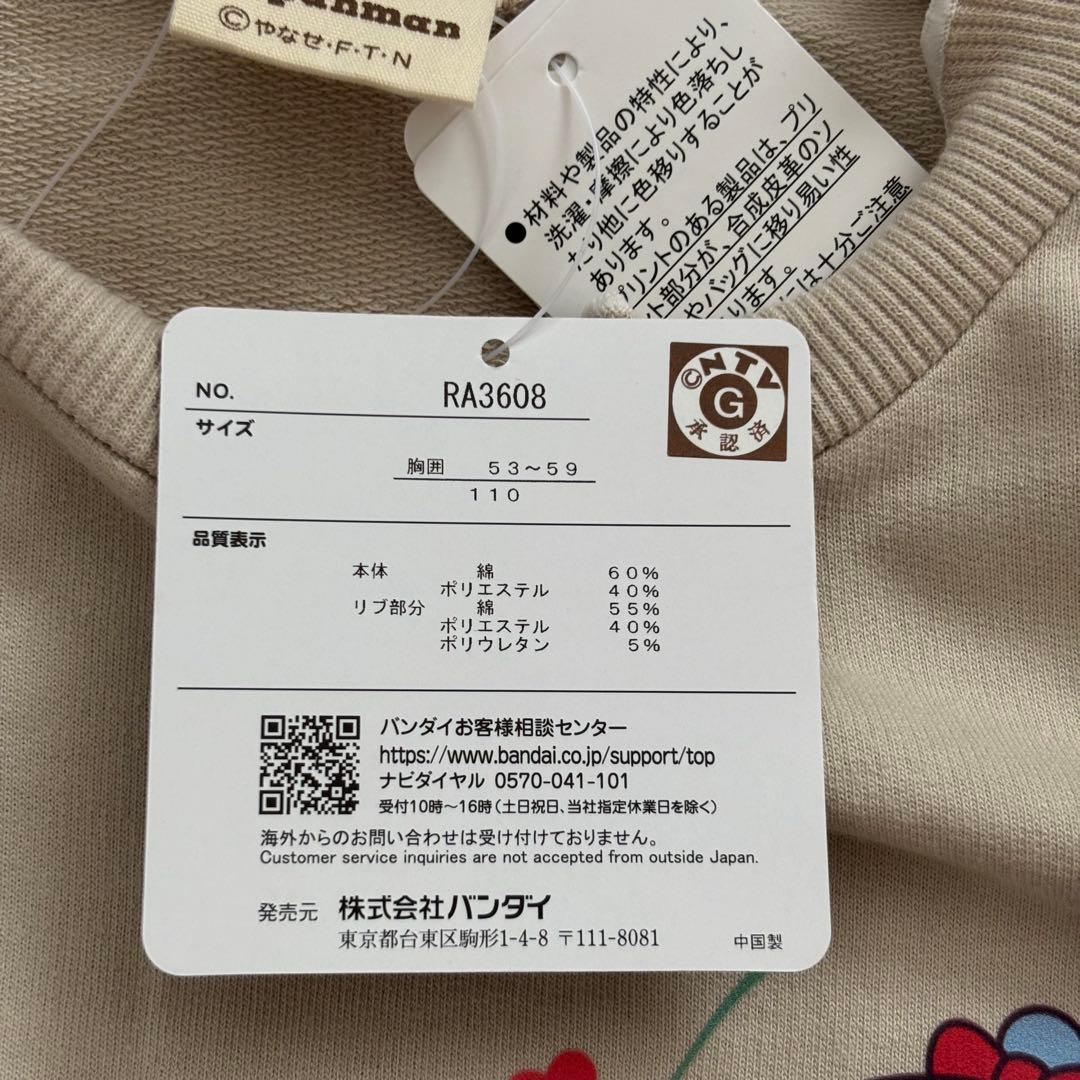 ©やなせ・F・T・N
●材料や製品の特性により、
洗濯・摩擦により色落ちし
たり他に色移りすることが
あります。
プリントのある製品は、プリ
ント部分が、合成皮革のソ
やバッグに移り易い性
ります。
には十分ご注意
NO. RA3608
サイズ
胸囲 53～59
110
©NTV
G
承認済
品質表示
本体 綿 60%
ポリエステル 40%
リブ部分 綿 55%
ポリエステル 40%
ポリウレタン 5%
バンダイお客様相談センター
https://www.bandai.co.jp/support/top
ナビダイヤル 0570-041-101
受付10時～16時(土日祝日、当社指定休業日を除く)
海外からのお問い合わせは受け付けておりません。
Customer service inquiries are not accepted from outside Japan.
発売元 株式会社バンダイ
東京都台東区駒形1-4-8 〒111-8081
中国製